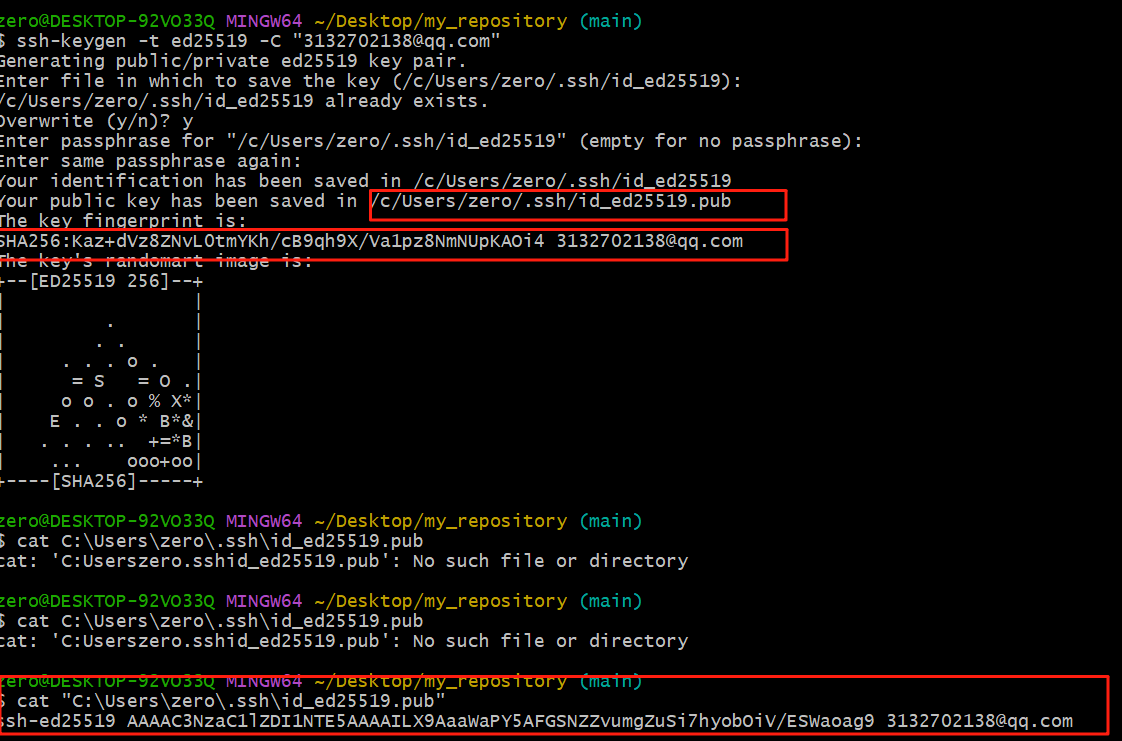 zero@DESKTOP-92VO33Q MINGW64 ~/Desktop/my_repository (main)
$ ssh-keygen -t ed25519 -C "3132702138@qq.com"
Generating public/private ed25519 key pair.
Enter file in which to save the key (/c/Users/zero/.ssh/id_ed25519):
/c/Users/zero/.ssh/id_ed25519 already exists.
Overwrite (y/n)? y
Enter passphrase for "/c/Users/zero/.ssh/id_ed25519" (empty for no passphrase):
Enter same passphrase again:
Your identification has been saved in /c/Users/zero/.ssh/id_ed25519
Your public key has been saved in /c/Users/zero/.ssh/id_ed25519.pub
The key fingerprint is:
SHA256:Kaz+dVz8ZNvLOtmYKh/cB9qh9X/Va1pz8NmNUpKAOi4 3132702138@qq.com
The key's randomart image is:
+--[ED25519 256]--+
|                 |
|          .      |
|         . .     |
|      . . . o .  |
|       = S   = O .|
|      o o . o % X*|
|     E . . o * B*&|
|    . . . . ..  +=*B|
|     ...    ooo+oo|
+----[SHA256]-----+
zero@DESKTOP-92VO33Q MINGW64 ~/Desktop/my_repository (main)
$ cat C:\Users\zero\.ssh\id_ed25519.pub
cat: 'C:Userszero.sshid_ed25519.pub': No such file or directory
zero@DESKTOP-92VO33Q MINGW64 ~/Desktop/my_repository (main)
$ cat C:\Users\zero\.ssh\id_ed25519.pub
cat: 'C:Userszero.sshid_ed25519.pub': No such file or directory
zero@DESKTOP-92VO33Q MINGW64 ~/Desktop/my_repository (main)
$ cat "C:\Users\zero\.ssh\id_ed25519.pub"
ssh-ed25519 AAAAC3NzaC1lZDI1NTE5AAAAILX9AaaWaPY5AFGSNZZvumgZuSi7hyobOiV/ESWaoag9 3132702138@qq.com